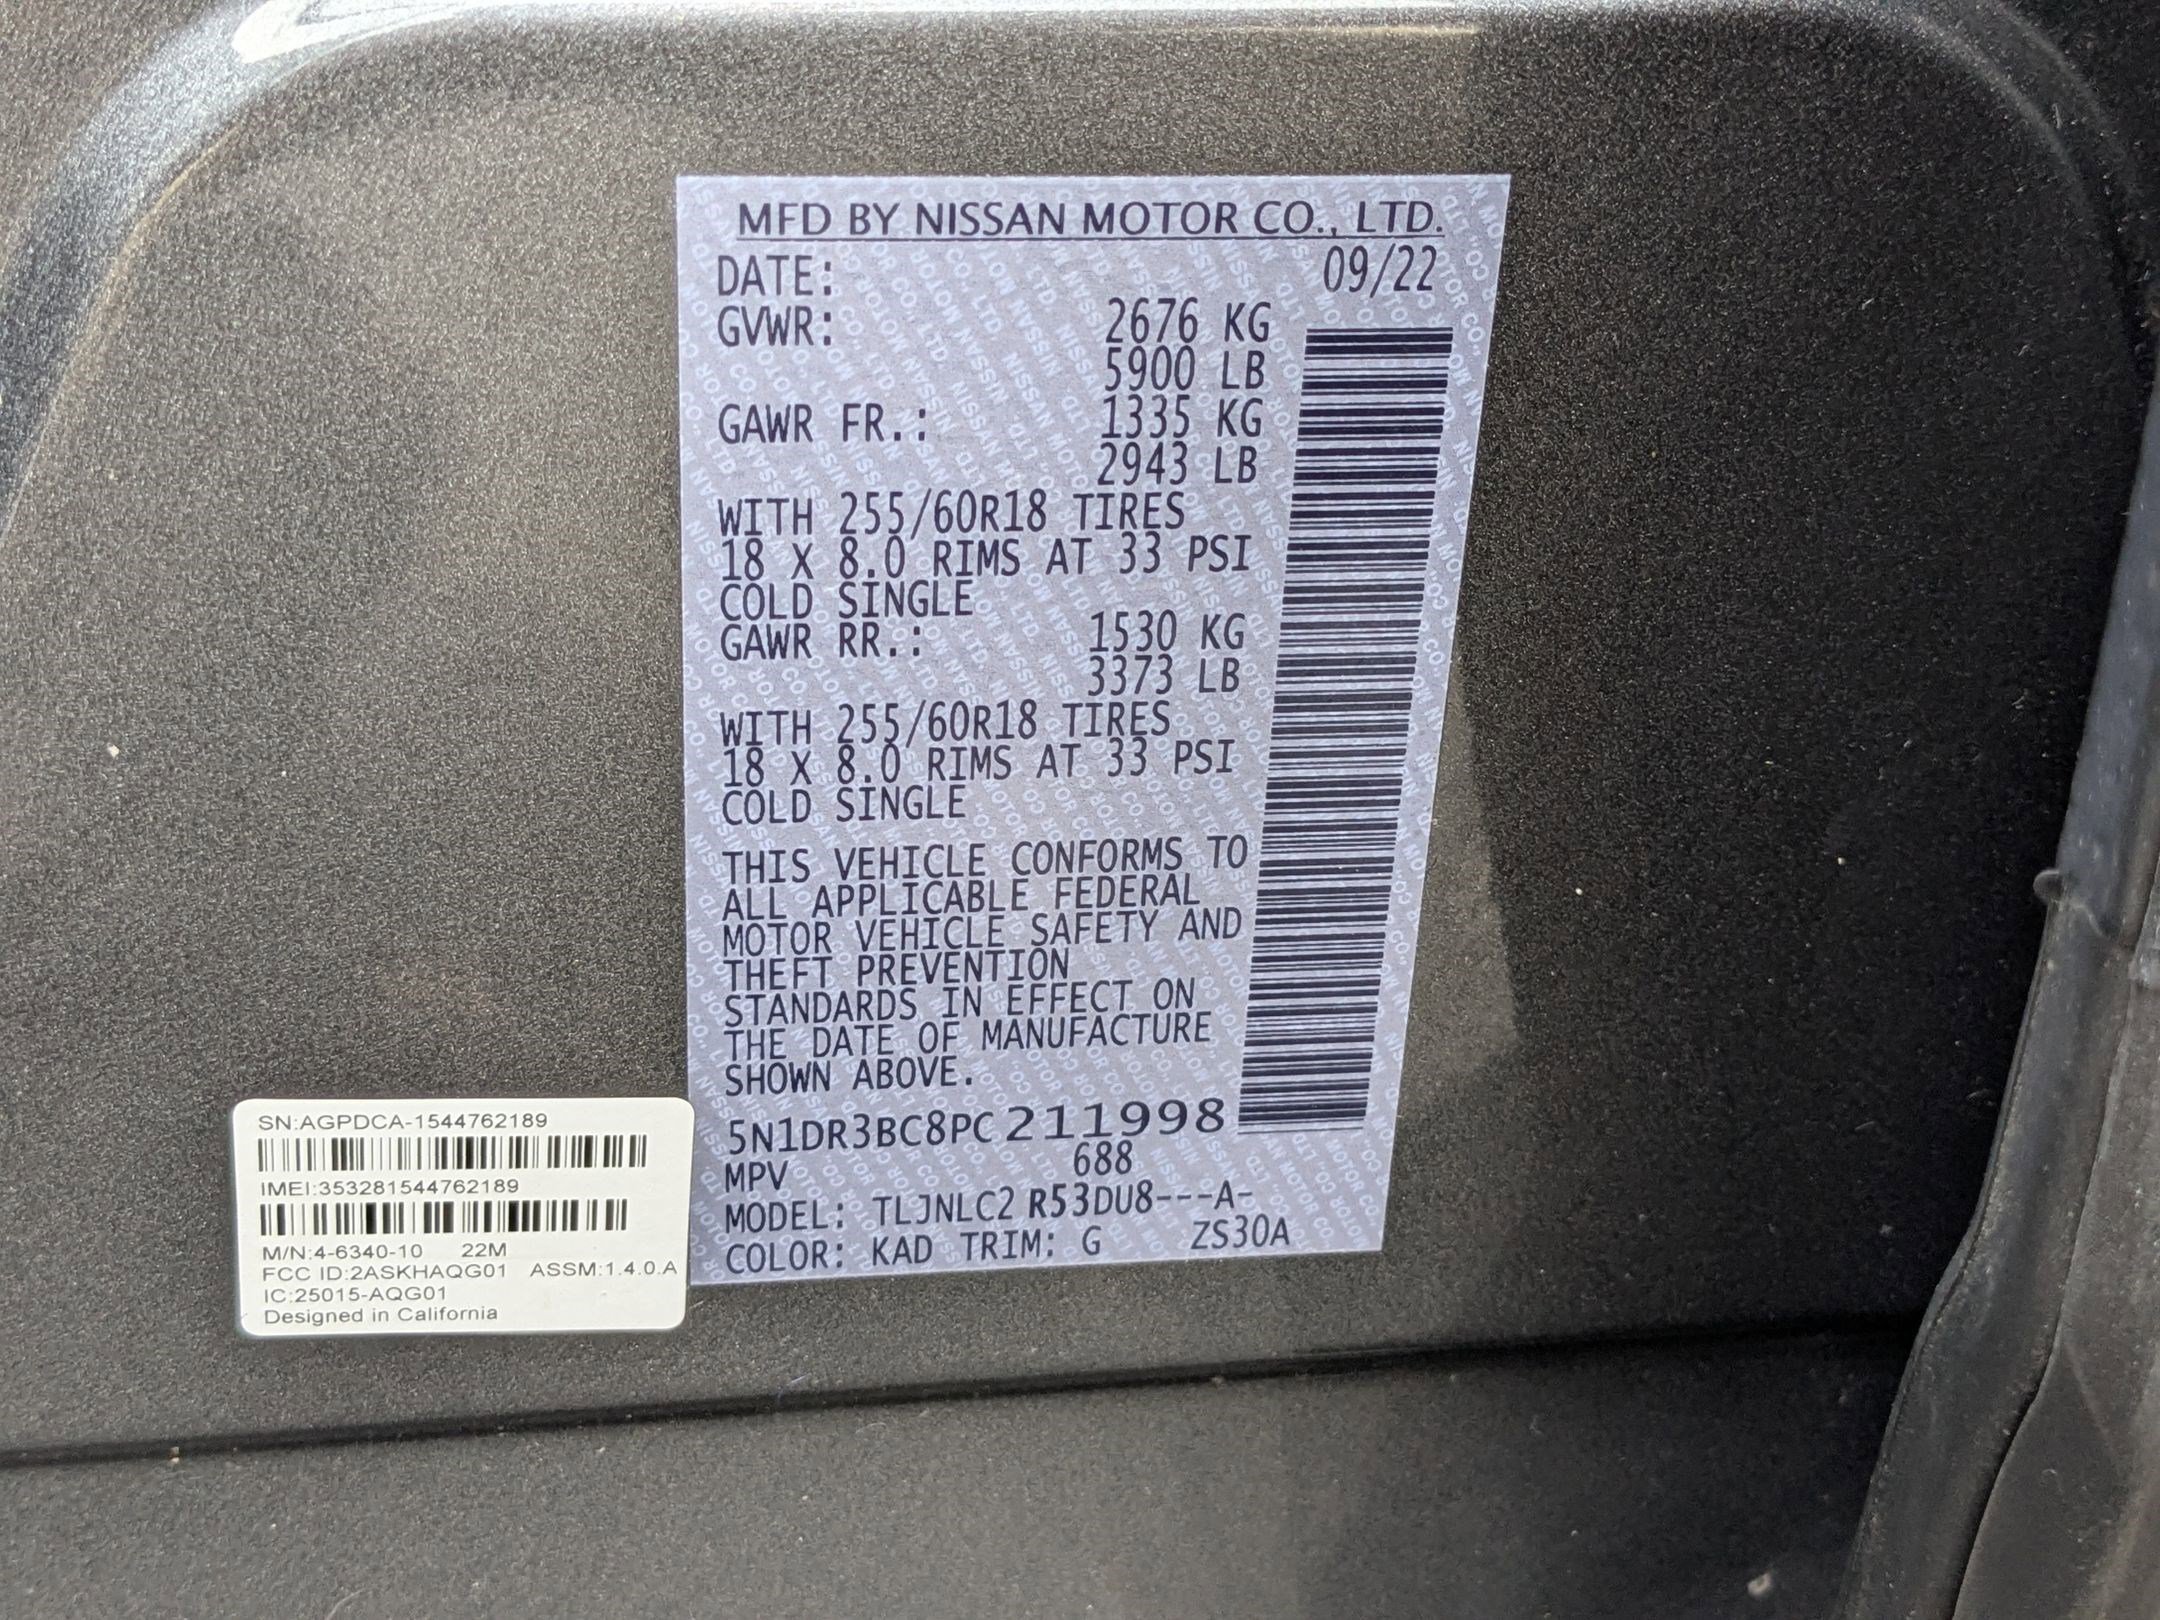 MFD BY NISSAN MOTOR CO., LTD.
DATE: 09/22
GVWR: 2676 KG
5900 LB
GAWR FR.: 1335 KG
2943 LB
WITH 255/60R18 TIRES
18 X 8.0 RIMS AT 33 PSI
COLD SINGLE
GAWR RR.: 1530 KG
3373 LB
WITH 255/60R18 TIRES
18 X 8.0 RIMS AT 33 PSI
COLD SINGLE
THIS VEHICLE CONFORMS TO
ALL APPLICABLE FEDERAL
MOTOR VEHICLE SAFETY AND
THEFT PREVENTION
STANDARDS IN EFFECT ON
THE DATE OF MANUFACTURE
SHOWN ABOVE.
5N1DR3BC8PC211998
MPV 688
MODEL: TLJNLC2 R53DU8---A-
COLOR: KAD TRIM: G ZS30A
SN:AGPDCA-1544762189
IMEI:353281544762189
M/N:4-6340-10 22M
FCC ID:2ASKHAQG01 ASSM:1.4.0.A
IC:25015-AQG01
Designed in California